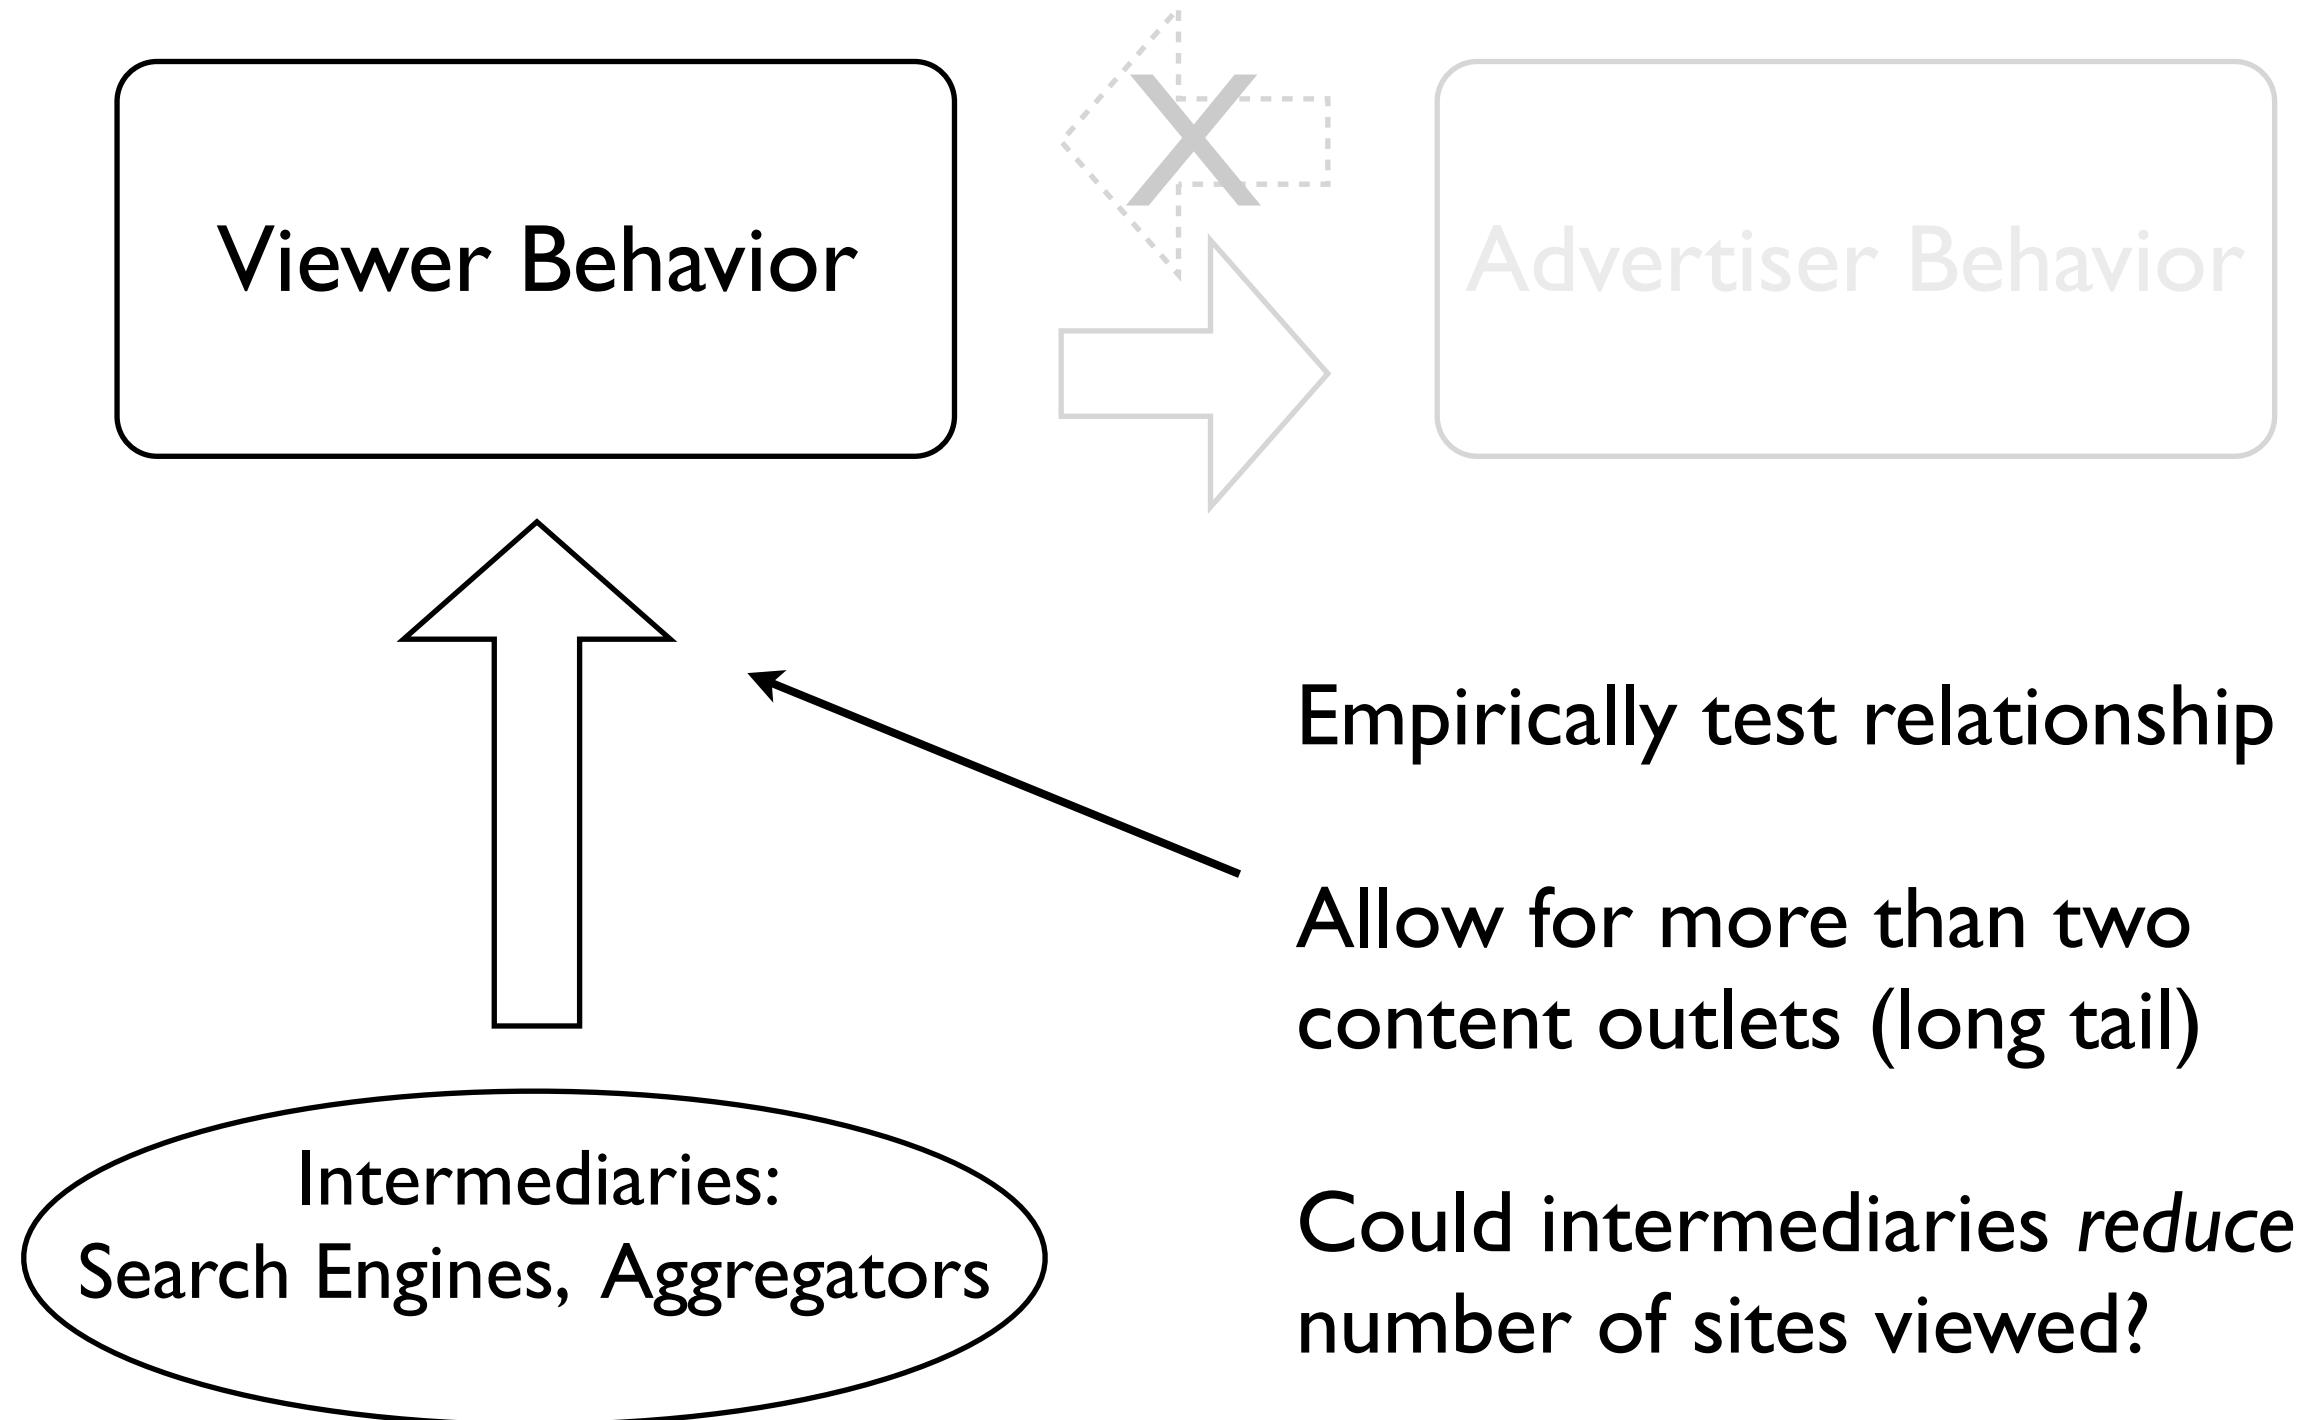 Viewer Behavior
X
Advertiser Behavior
Empirically test relationship
Allow for more than two
content outlets (long tail)
Could intermediaries reduce
number of sites viewed?
Intermediaries:
Search Engines, Aggregators